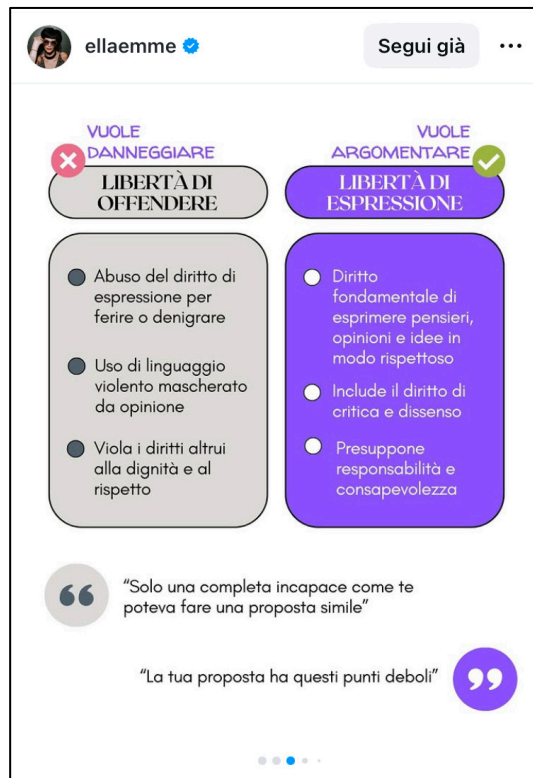 ellaemme
Segui già
VUOLE
DANNEGGIARE
LIBERTÀ DI
OFFENDERE
Abuso del diritto di
espressione per
ferire o denigrare
Uso di linguaggio
violento mascherato
da opinione
Viola i diritti altrui
alla dignità e al
rispetto
VUOLE
ARGOMENTARE
LIBERTÀ DI
ESPRESSIONE
Diritto
fondamentale di
esprimere pensieri,
opinioni e idee in
modo rispettoso
Include il diritto di
critica e dissenso
Presuppone
responsabilità e
consapevolezza
“Solo una completa incapace come te
poteva fare una proposta simile”
“La tua proposta ha questi punti deboli”